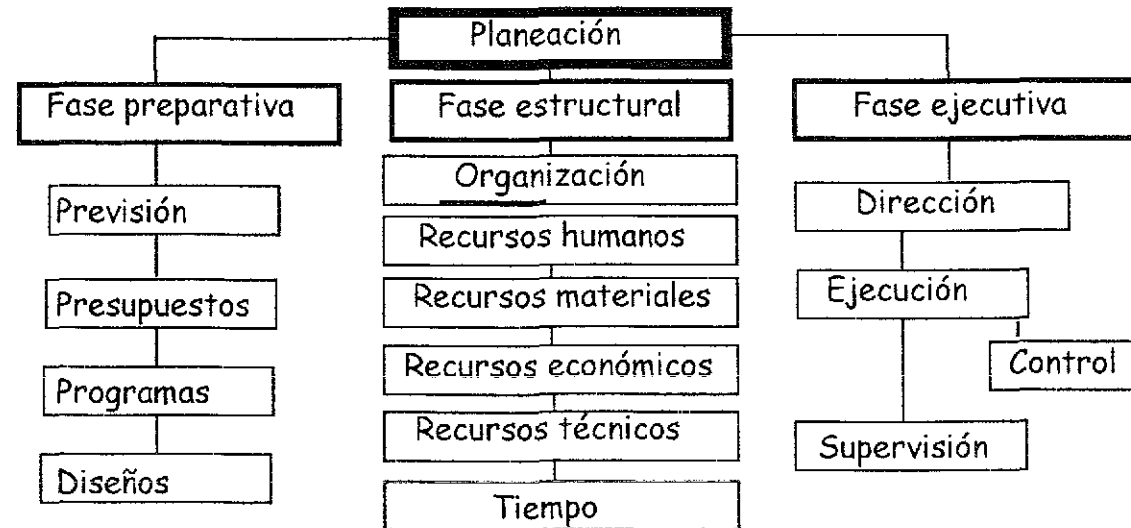 Planeación
Fase preparativa
Previsión
Presupuestos
Programas
Diseños
Fase estructural
Organización
Recursos humanos
Recursos materiales
Recursos económicos
Recursos técnicos
Tiempo
Fase ejecutiva
Dirección
Ejecución
Control
Supervisión